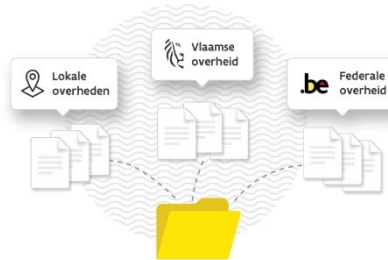 Lokale
overheden
Vlaamse
overheid
.be
Federale
overheid